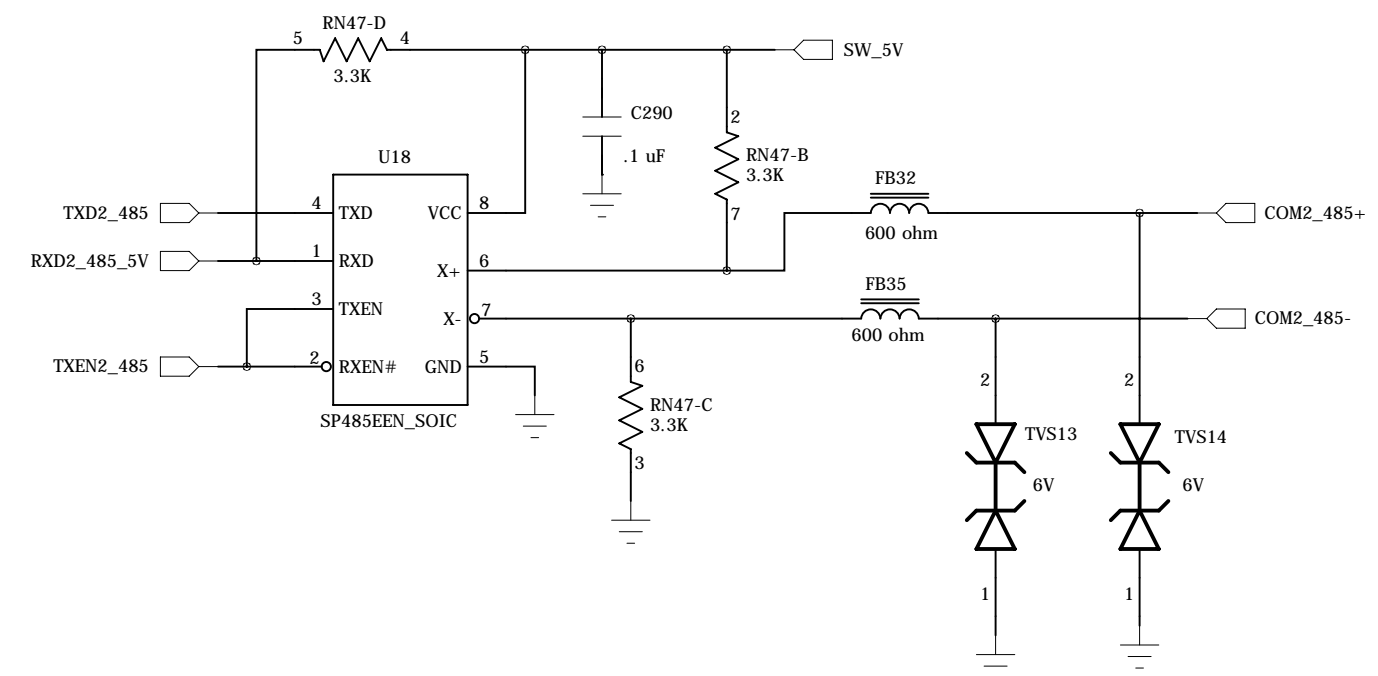 RN47-D
5
4
3.3K
SW_5V
C290
.1 uF
2
RN47-B
3.3K
7
U18
TXD2_485
4
TXD
VCC
8
FB32
600 ohm
COM2_485+
RXD2_485_5V
1
RXD
X+
6
3
TXEN
X-
7
FB35
600 ohm
COM2_485-
TXEN2_485
2
RXEN#
GND
5
SP485EEN_SOIC
6
RN47-C
3.3K
3
2
TVS13
6V
1
2
TVS14
6V
1